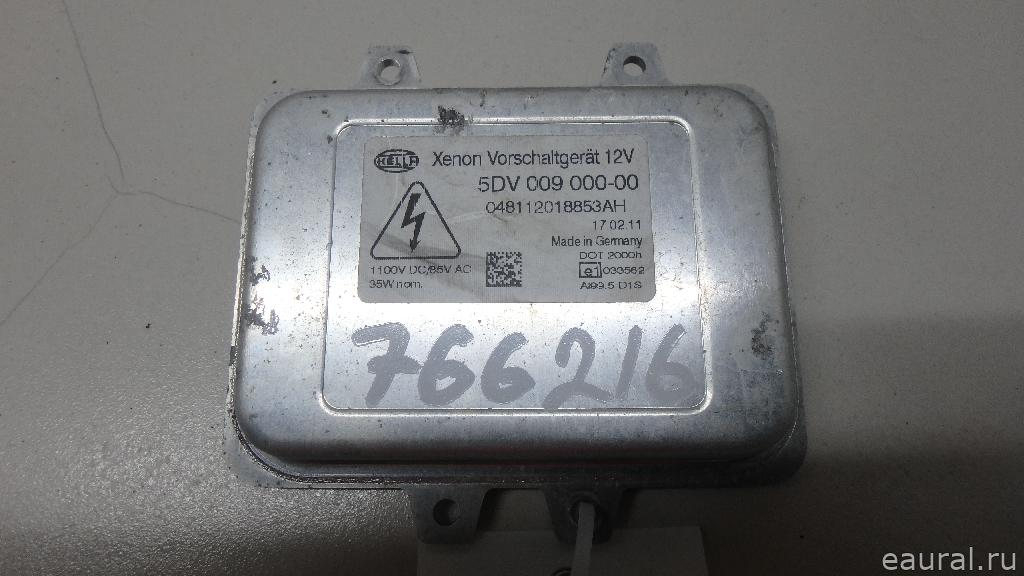 HELLA Xenon Vorschaltgerät 12V
5DV 009 000-00
048112018853AH
17.02.11
Made in Germany
DOT 2000h
1100V DC/85V AC e1 033562
35W nom. AI99.5 D1S
766216
eaural.ru